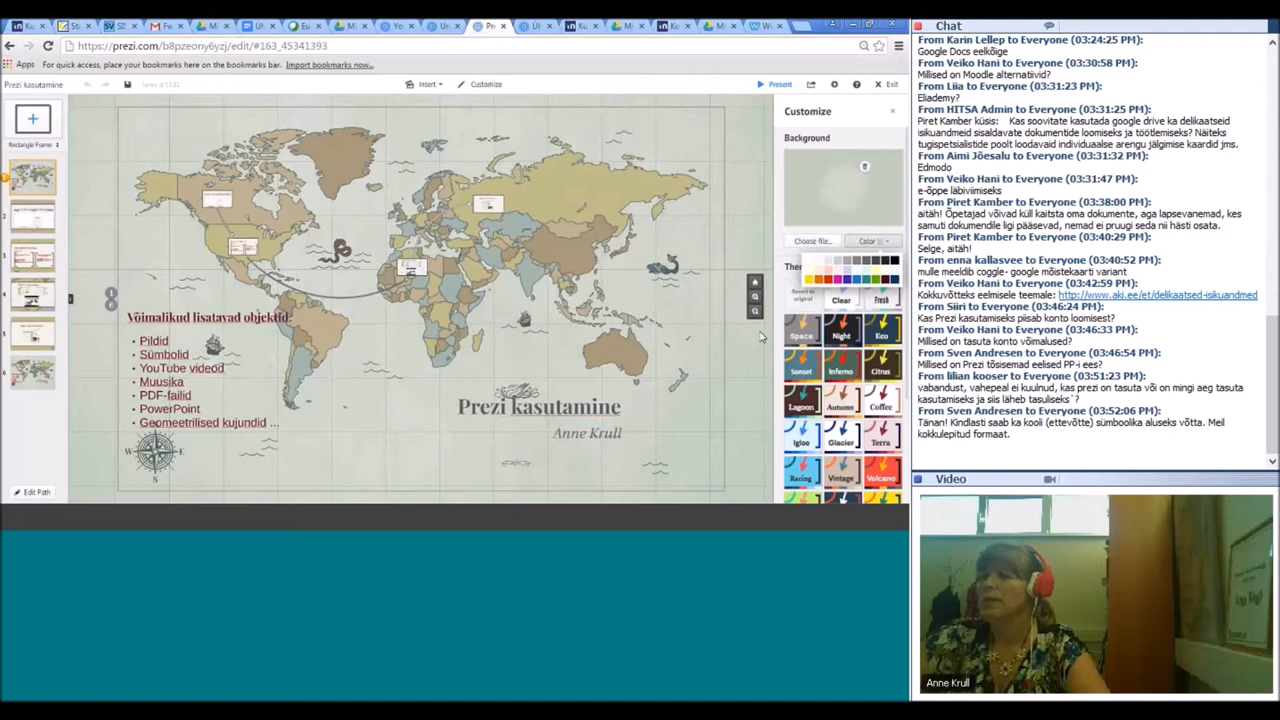 https://prezi.com/b8pzeony6yzj/edit/#163_45341393
Apps
For quick access, place your bookmarks here on the bookmarks bar.
Import bookmarks now...
Prezi kasutamine
Insert
Customize
Present
Exit
Rectangle Frame
2
3
4
5
6
Edit Path
Võimalikud lisatavad objektid:
Pildid
Sümbolid
• YouTube videod
• Muusika
• PDF-failid
• PowerPoint
• Geomeetrilised kujundid ...
W
E
S
Prezi kasutamine
Anne Krull
Customize
Background
Choose file...
Color
Revert to original
Clear
Fresh
Space
Night
Eco
Sunset
Inferno
Citrus
Lagoon
Autumn
Coffee
Igloo
Glacier
Terra
Racing
Vintage
Volcano
Chat
From Karin Lellep to Everyone (03:24:25 PM):
Google Docs eelkõige
From Veiko Hani to Everyone (03:30:58 PM):
Millised on Moodle alternatiivid?
From Liia to Everyone (03:31:23 PM):
Eliademy?
From HITSA Admin to Everyone (03:31:25 PM):
Piret Kamber küsis: Kas soovitate kasutada google drive ka delikaatseid
isikuandmeid sisaldavate dokumentide loomiseks ja töötlemiseks? Näiteks
tugispetsialistide poolt loodavaid individuaalse arengu jälgimise kaardid jms.
From Aimi Jõesalu to Everyone (03:31:32 PM):
Edmodo
From Veiko Hani to Everyone (03:31:47 PM):
e-õppe läbiviimiseks
From Piret Kamber to Everyone (03:38:00 PM):
aitäh! Õpetajad võivad küll kaitsta oma dokumente, aga lapsevanemad, kes
samuti dokumendile ligi pääsevad, nemad ei pruugi seda nii hästi osata.
From Piret Kamber to Everyone (03:40:29 PM):
Selge, aitäh!
From enna kallasvee to Everyone (03:40:52 PM):
mulle meeldib coggle- google mõistekaarti variant
From Veiko Hani to Everyone (03:42:59 PM):
Kokkuvõtteks eelmisele teemale: http://www.aki.ee/et/delikaatsed-isikuandmed
From Siiri to Everyone (03:46:24 PM):
Kas Prezi kasutamiseks piisab konto loomisest?
From Veiko Hani to Everyone (03:46:33 PM):
Millised on tasuta konto võimalused?
From Sven Andresen to Everyone (03:46:54 PM):
Millised on Prezi tõsisemad eelised PP-i ees?
From lilian kooser to Everyone (03:51:23 PM):
vabandust, vahepeal ei kuulnud, kas prezi on tasuta või on mingi aeg tasuta
kasutamiseks ja siis läheb tasuliseks`?
From Sven Andresen to Everyone (03:52:06 PM):
Tänan! Kindlasti saab ka kooli (ettevõtte) sümboolika aluseks võtta. Meil
kokkulepitud formaat.
Video
Anne Krull